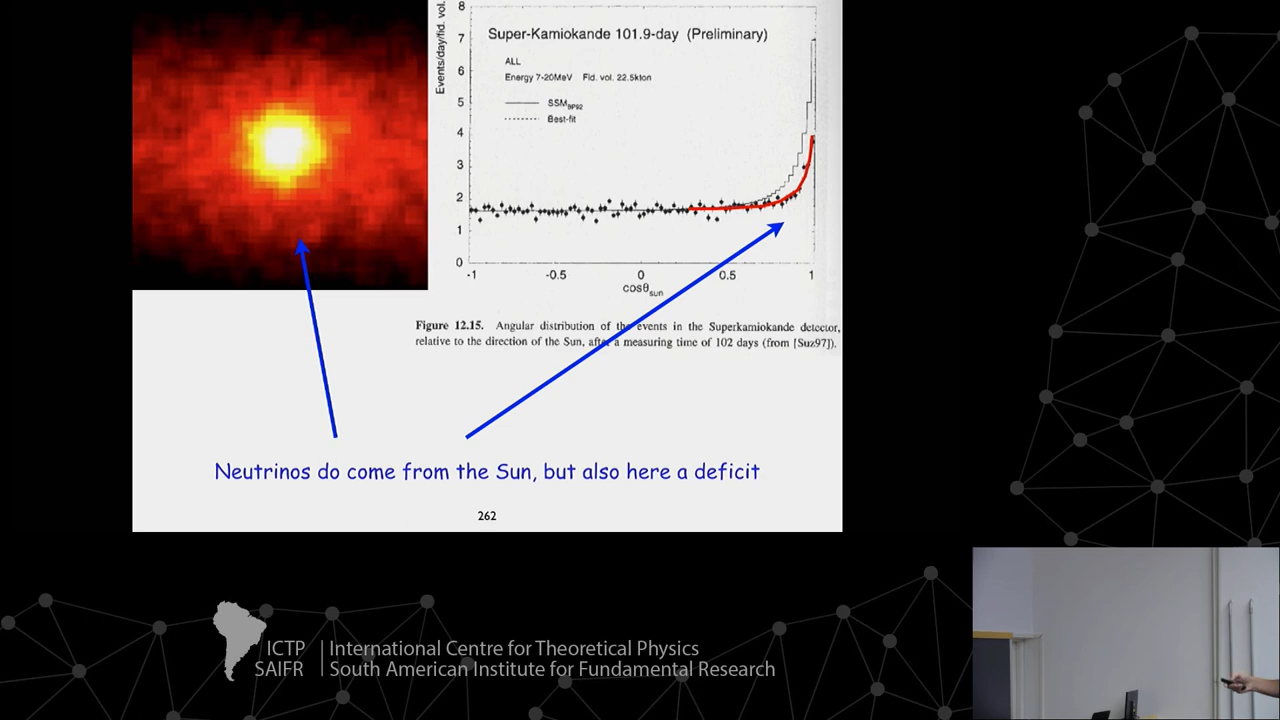 Events/day/fid. vol.
8
7
6
5
4
3
2
1
0
Super-Kamiokande 101.9-day (Preliminary)
ALL
Energy 7-20MeV Fid. vol. 22.5kton
SSM BP92
Best-fit
-1 -0.5 0 0.5 1
cosθsun
Figure 12.15. Angular distribution of the events in the Superkamiokande detector,
relative to the direction of the Sun, after a measuring time of 102 days (from [Suz97]).
Neutrinos do come from the Sun, but also here a deficit
262
ICTP | International Centre for Theoretical Physics
SAIFR | South American Institute for Fundamental Research